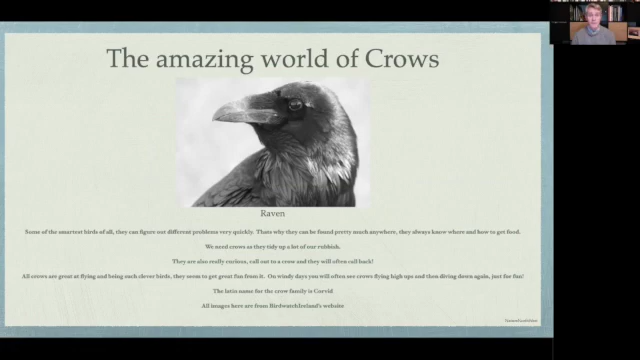 The amazing world of Crows
Raven
Some of the smartest birds of all, they can figure out different problems very quickly. Thats why they can be found pretty much anywhere, they always know where and how to get food.
We need crows as they tidy up a lot of our rubbish.
They are also really curious, call out to a crow and they will often call back!
All crows are great at flying and being such clever birds, they seem to get great fun from it. On windy days you will often see crows flying high ups and then diving down again, just for fun!
The latin name for the crow family is Corvid
All images here are from BirdwatchIreland's website